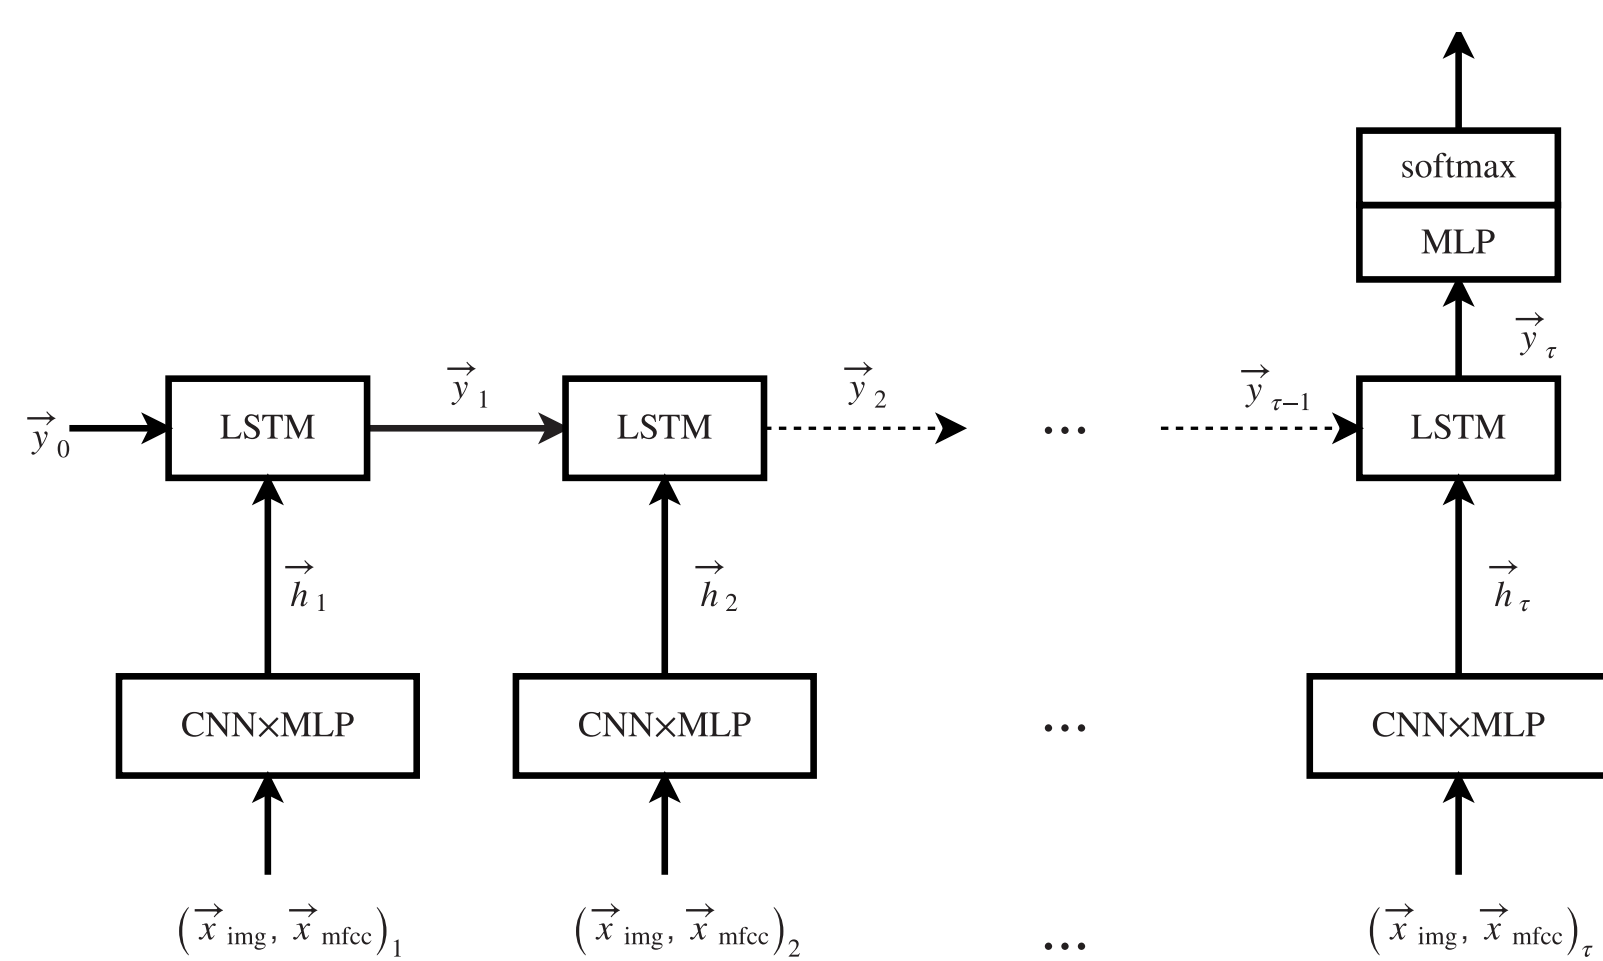 softmax
MLP
y⃗ τ
y⃗ 0 LSTM y⃗ 1 LSTM y⃗ 2 … y⃗ τ−1 LSTM
h⃗ 1 h⃗ 2 h⃗ τ
CNN×MLP CNN×MLP … CNN×MLP
(x⃗ img, x⃗ mfcc)1 (x⃗ img, x⃗ mfcc)2 … (x⃗ img, x⃗ mfcc)τ